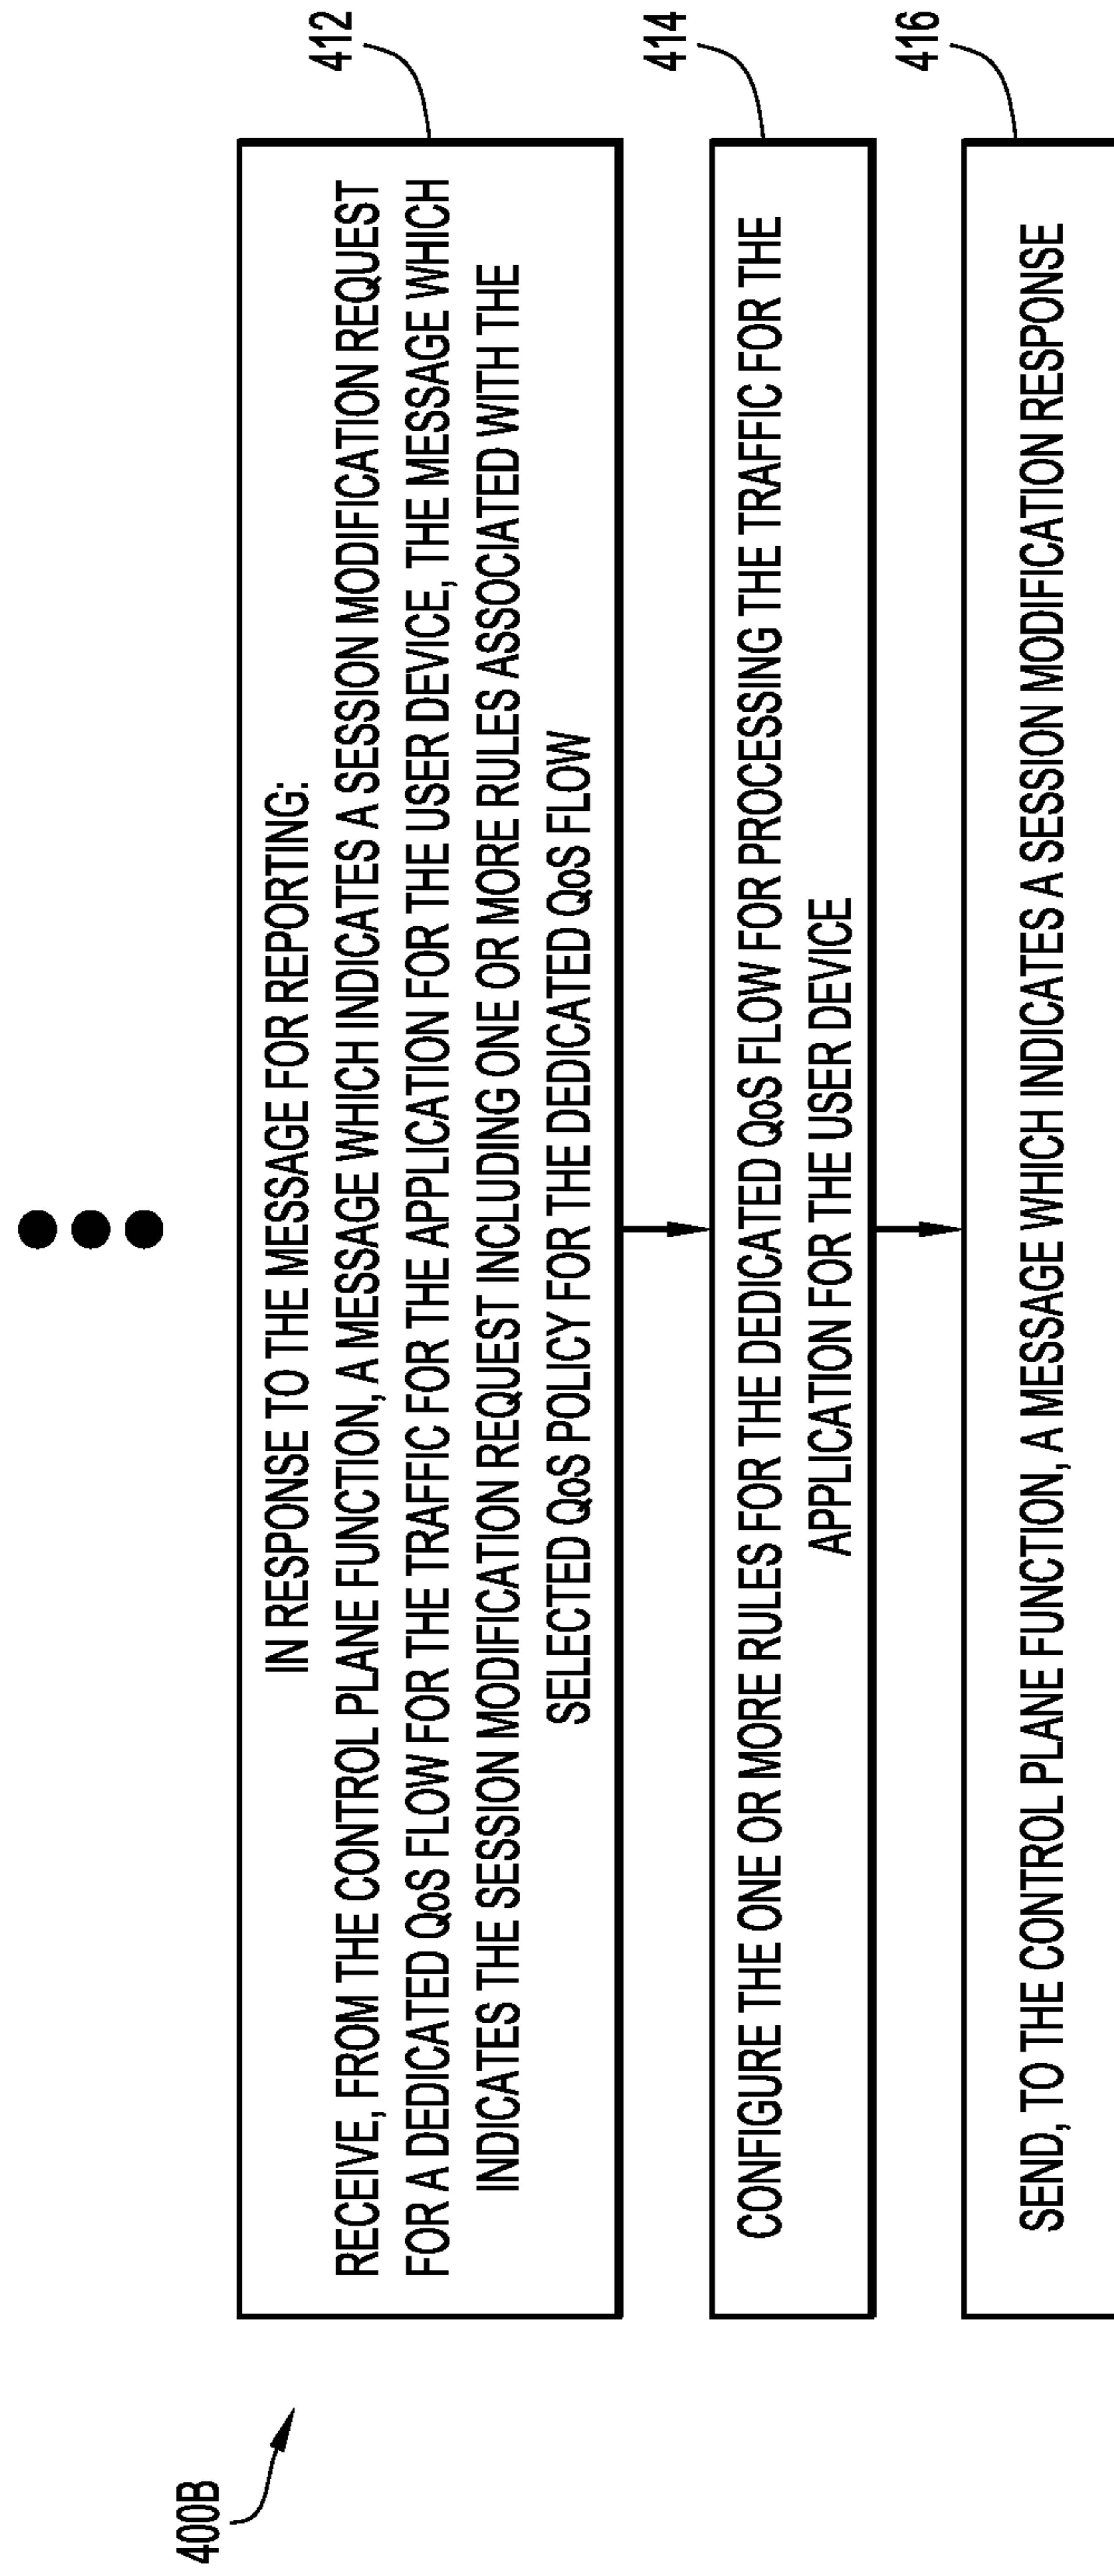 400B
412
IN RESPONSE TO THE MESSAGE FOR REPORTING:
RECEIVE, FROM THE CONTROL PLANE FUNCTION, A MESSAGE WHICH INDICATES A SESSION MODIFICATION REQUEST
FOR A DEDICATED QoS FLOW FOR THE TRAFFIC FOR THE APPLICATION FOR THE USER DEVICE, THE MESSAGE WHICH
INDICATES THE SESSION MODIFICATION REQUEST INCLUDING ONE OR MORE RULES ASSOCIATED WITH THE
SELECTED QoS POLICY FOR THE DEDICATED QoS FLOW
414
CONFIGURE THE ONE OR MORE RULES FOR THE DEDICATED QoS FLOW FOR PROCESSING THE TRAFFIC FOR THE
APPLICATION FOR THE USER DEVICE
416
SEND, TO THE CONTROL PLANE FUNCTION, A MESSAGE WHICH INDICATES A SESSION MODIFICATION RESPONSE